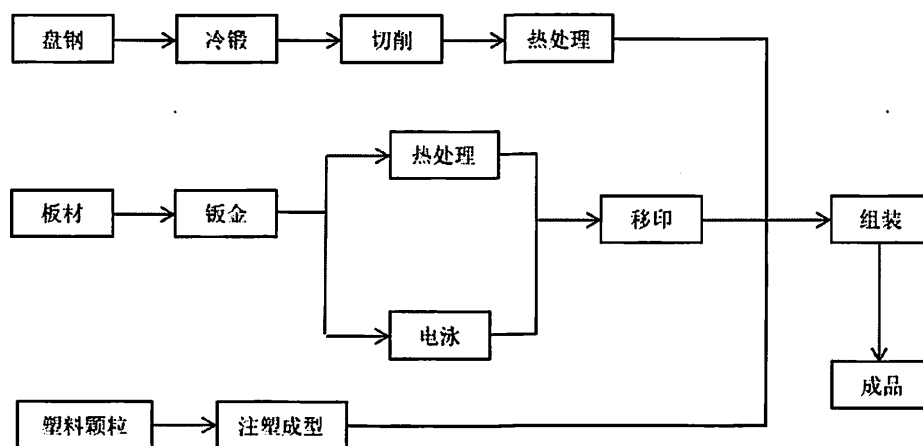 盘钢
冷锻
切削
热处理
热处理
板材
钣金
移印
组装
电泳
成品
塑料颗粒
注塑成型